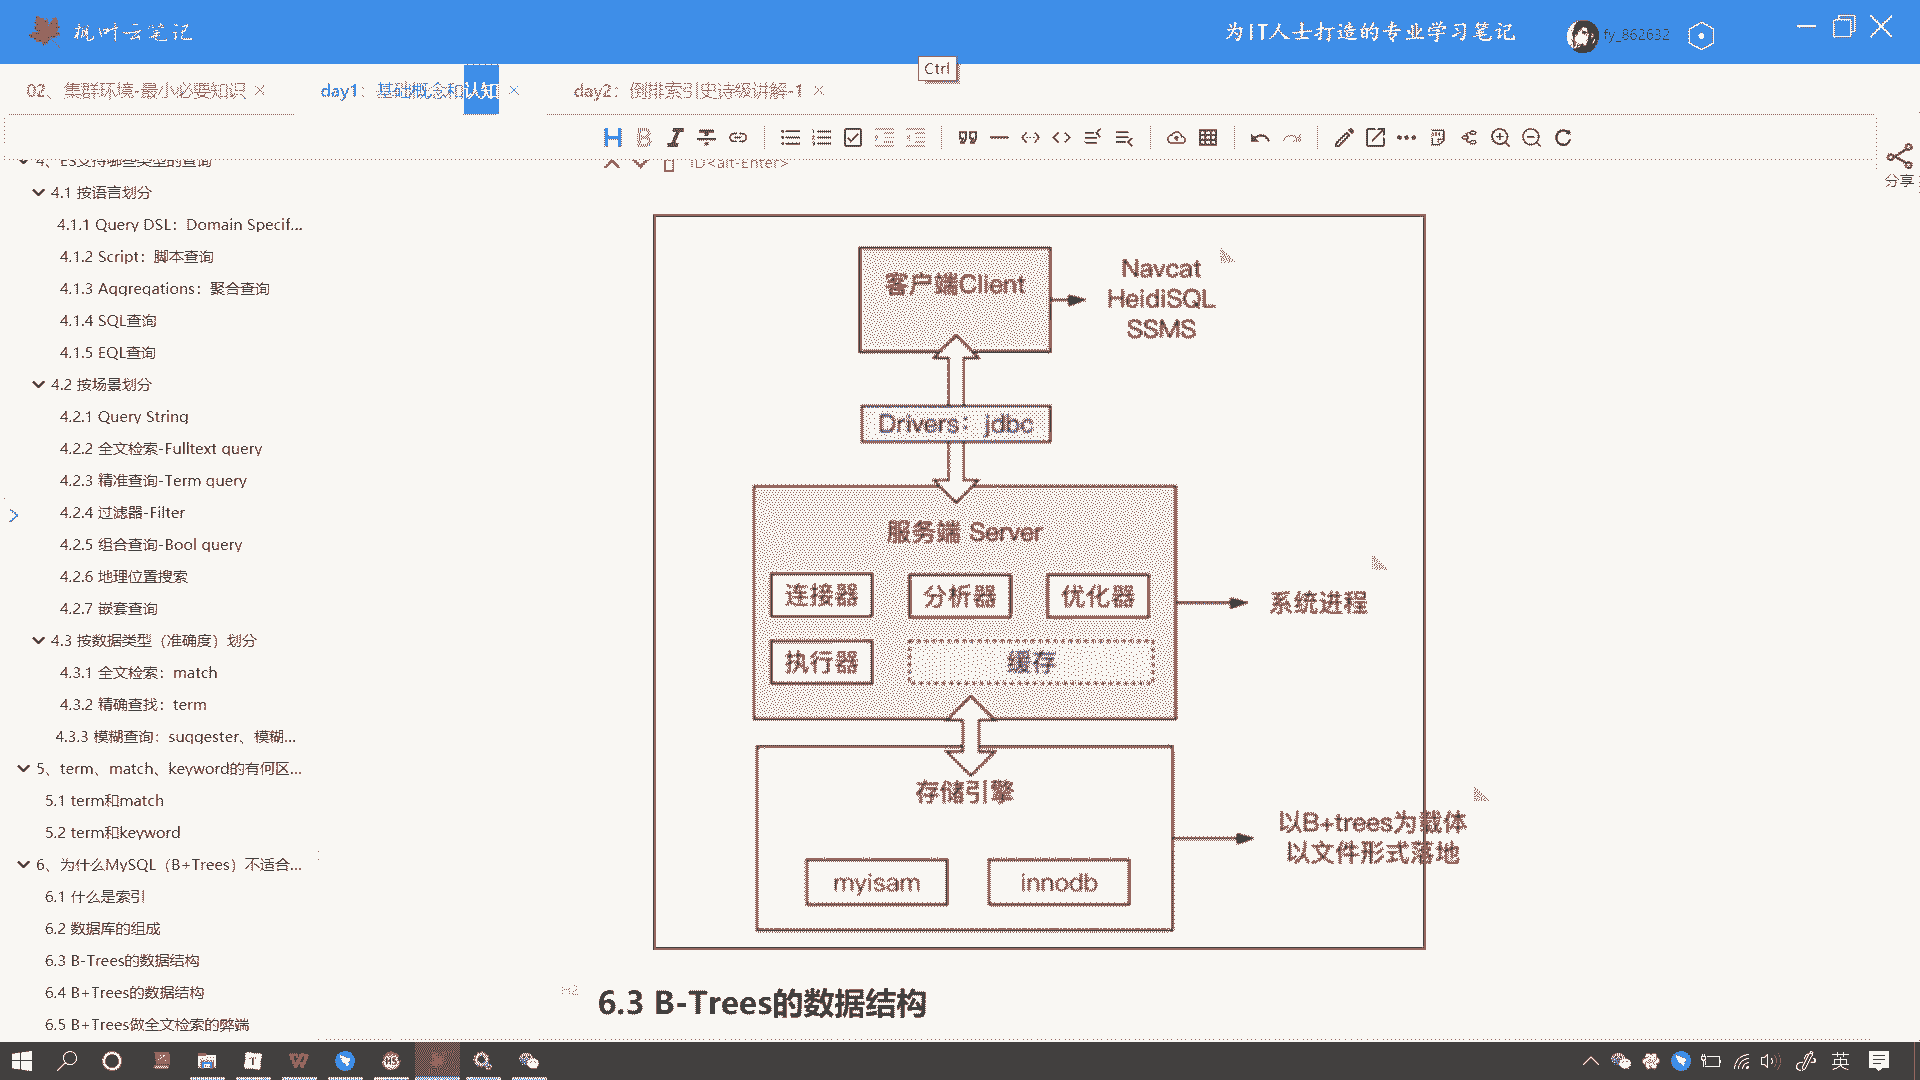 枫叶云笔记
为IT人士打造的专业学习笔记
fy_862632
Ctrl
02、集群环境-最小必要知识
day1：基础概念和认知
day2：倒排索引史诗级讲解-1
4、ES支持哪些类型的查询
4.1 按语言划分
4.1.1 Query DSL：Domain Specif...
4.1.2 Script：脚本查询
4.1.3 Aggregations：聚合查询
4.1.4 SQL查询
4.1.5 EQL查询
4.2 按场景划分
4.2.1 Query String
4.2.2 全文检索-Fulltext query
4.2.3 精准查询-Term query
4.2.4 过滤器-Filter
4.2.5 组合查询-Bool query
4.2.6 地理位置搜索
4.2.7 嵌套查询
4.3 按数据类型（准确度）划分
4.3.1 全文检索：match
4.3.2 精确查找：term
4.3.3 模糊查询：suggester、模糊...
5、term、match、keyword的有何区...
5.1 term和match
5.2 term和keyword
6、为什么MySQL（B+Trees）不适合...
6.1 什么是索引
6.2 数据库的组成
6.3 B-Trees的数据结构
6.4 B+Trees的数据结构
6.5 B+Trees做全文检索的弊端
ID<alt-Enter>
分享
客户端Client
Navcat
HeidiSQL
SSMS
Drivers：jdbc
服务端 Server
连接器
分析器
优化器
执行器
缓存
系统进程
存储引擎
myisam
innodb
以B+trees为载体
以文件形式落地
H2
6.3 B-Trees的数据结构
英